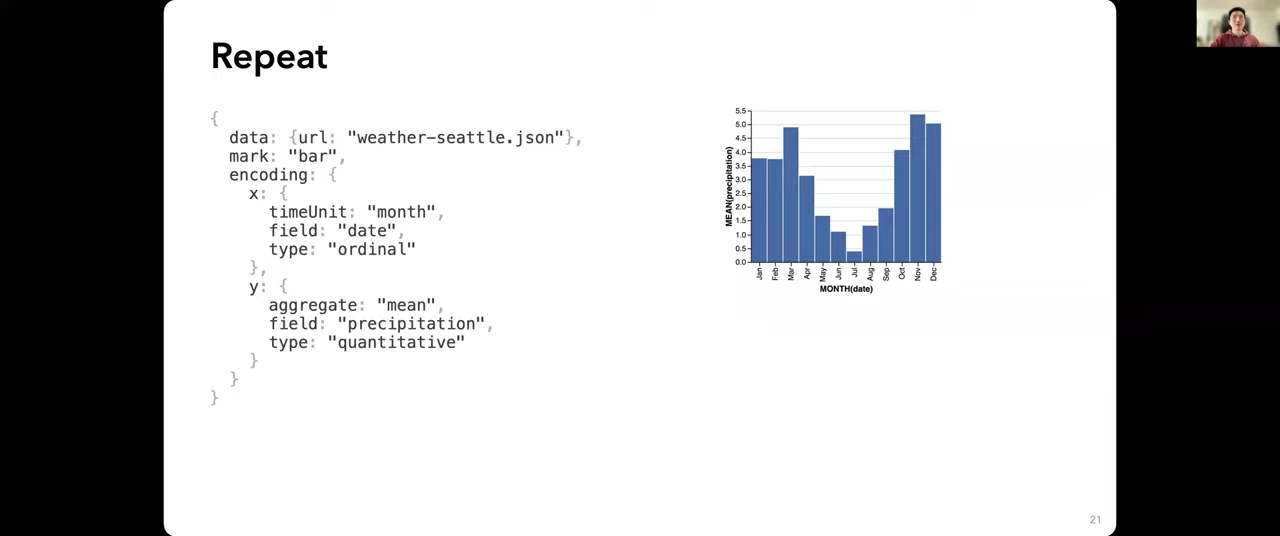 Repeat
{
data: {url: "weather-seattle.json"},
mark: "bar",
encoding: {
x: {
timeUnit: "month",
field: "date",
type: "ordinal"
},
y: {
aggregate: "mean",
field: "precipitation",
type: "quantitative"
}
}
}
MEAN(precipitation)
5.5
5.0
4.5
4.0
3.5
3.0
2.5
2.0
1.5
1.0
0.5
0.0
Jan Feb Mar Apr May Jun Jul Aug Sep Oct Nov Dec
MONTH(date)
21